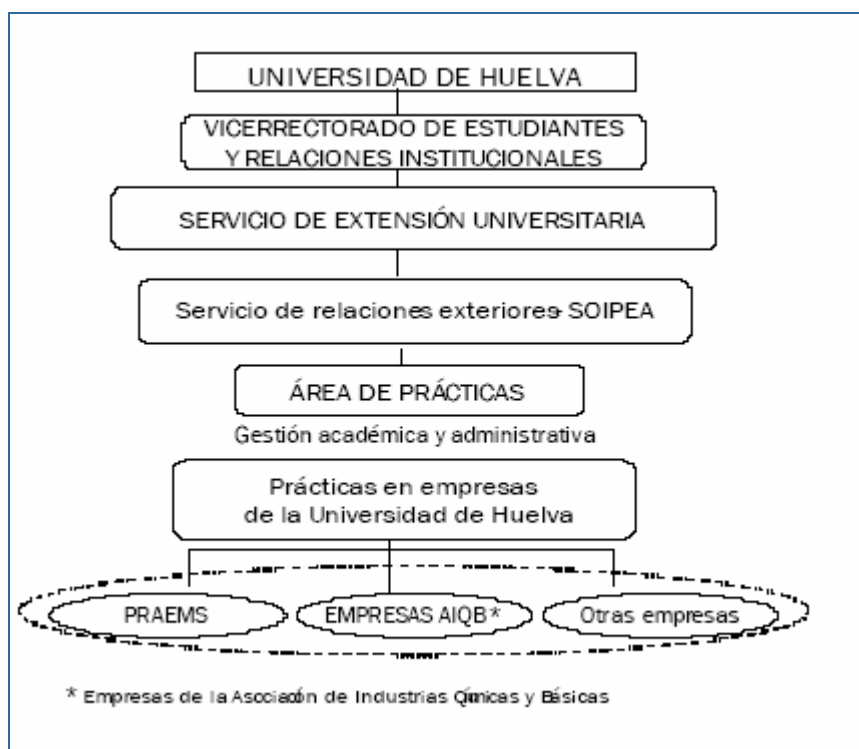 UNIVERSIDAD DE HUELVA
VICERRECTORADO DE ESTUDIANTES
Y RELACIONES INSTITUCIONALES
SERVICIO DE EXTENSIÓN UNIVERSITARIA
Servicio de relaciones exteriores- SOIPEA
ÁREA DE PRÁCTICAS
Gestión académica y administrativa
Prácticas en empresas
de la Universidad de Huelva
PRAEMS
EMPRESAS AIQB*
Otras empresas
* Empresas de la Asociación de Industrias Químicas y Básicas